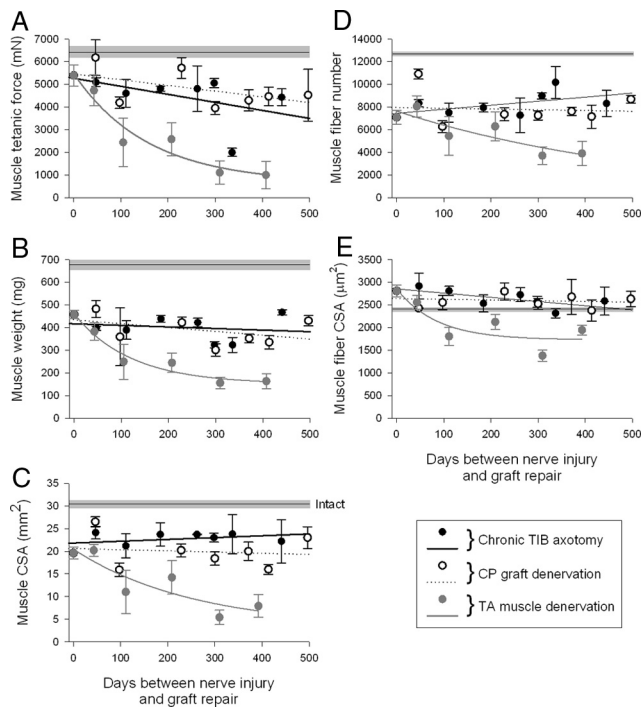 A
Muscle tetanic force (mN)
7000
6000
5000
4000
3000
2000
1000
0
0 100 200 300 400 500
B
Muscle weight (mg)
700
600
500
400
300
200
100
0
0 100 200 300 400 500
C
Muscle CSA (mm²)
35
30
25
20
15
10
5
0
Intact
0 100 200 300 400 500
Days between nerve injury
and graft repair
D
Muscle fiber number
14000
12000
10000
8000
6000
4000
2000
0
0 100 200 300 400 500
E
Muscle fiber CSA (μm²)
3500
3000
2500
2000
1500
1000
500
0
0 100 200 300 400 500
Days between nerve injury
and graft repair
} Chronic TIB axotomy
} CP graft denervation
} TA muscle denervation